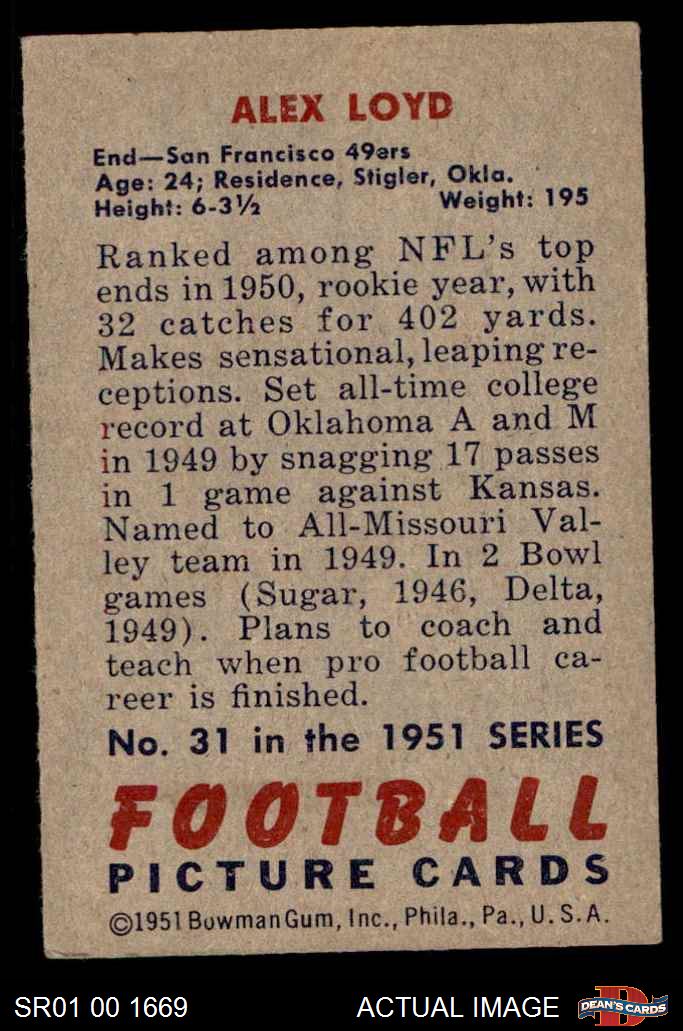 ALEX LOYD
End—San Francisco 49ers
Age: 24; Residence, Stigler, Okla.
Height: 6-3½ Weight: 195
Ranked among NFL's top
ends in 1950, rookie year, with
32 catches for 402 yards.
Makes sensational, leaping re-
ceptions. Set all-time college
record at Oklahoma A and M
in 1949 by snagging 17 passes
in 1 game against Kansas.
Named to All-Missouri Val-
ley team in 1949. In 2 Bowl
games (Sugar, 1946, Delta,
1949). Plans to coach and
teach when pro football ca-
reer is finished.
No. 31 in the 1951 SERIES
FOOTBALL
PICTURE CARDS
©1951 Bowman Gum, Inc., Phila., Pa., U. S. A.
SR01 00 1669 ACTUAL IMAGE
D
DEAN'S CARDS